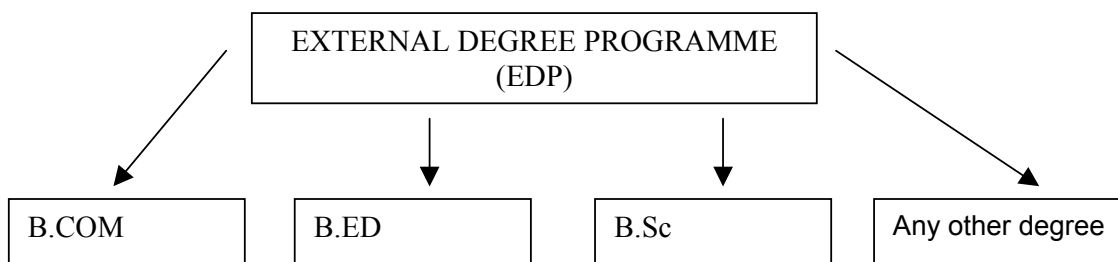 EXTERNAL DEGREE PROGRAMME
(EDP)
B.COM
B.ED
B.Sc
Any other degree